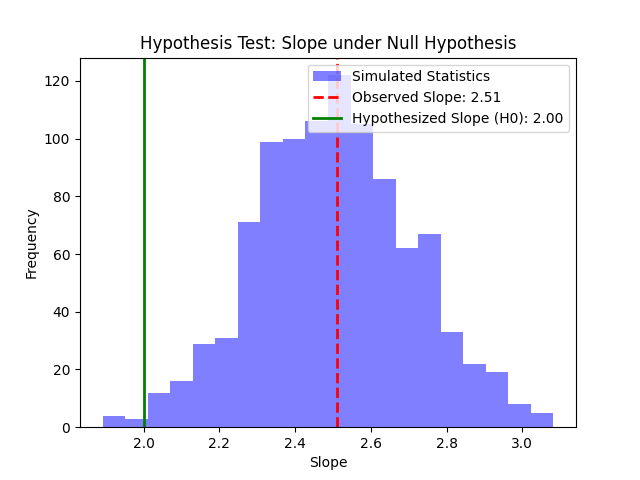 Hypothesis Test: Slope under Null Hypothesis
Simulated Statistics
Observed Slope: 2.51
Hypothesized Slope (H0): 2.00
Frequency
120
100
80
60
40
20
0
2.0 2.2 2.4 2.6 2.8 3.0
Slope